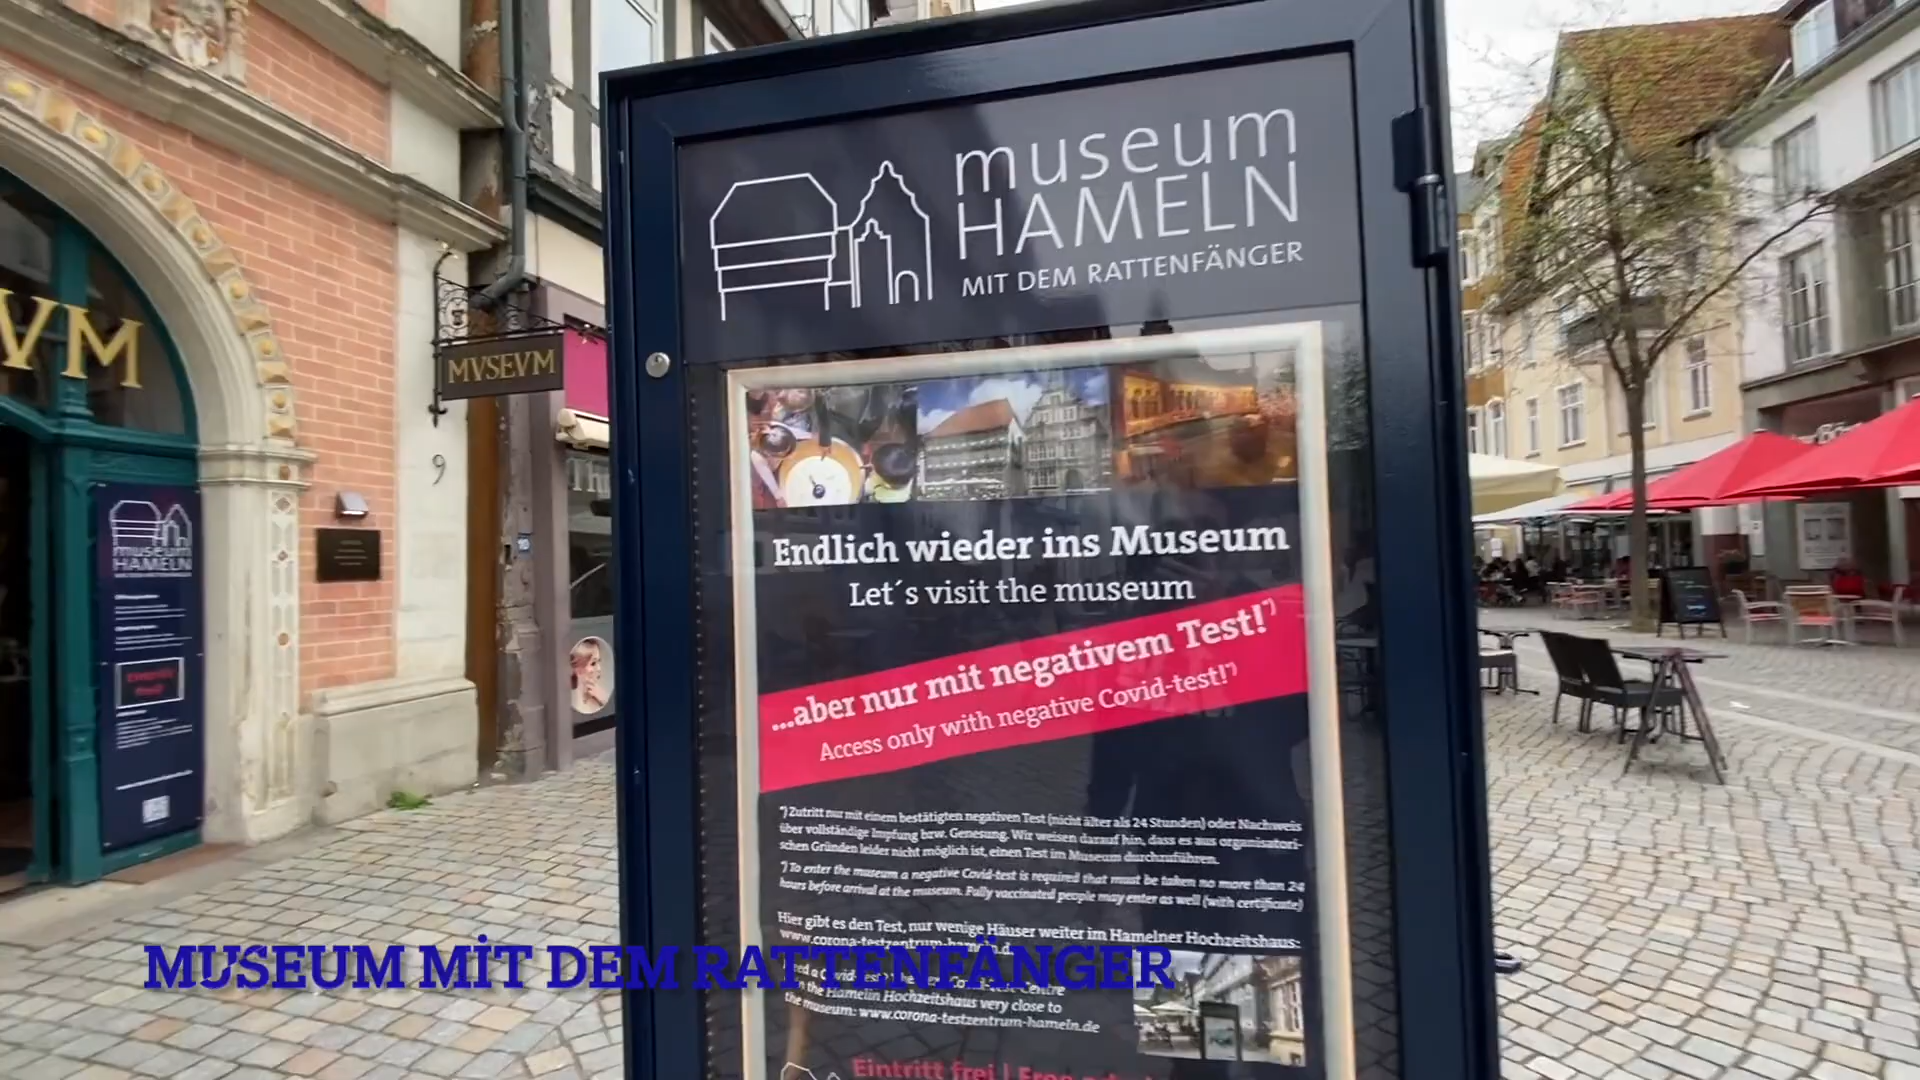 museum
HAMELN
MIT DEM RATTENFÄNGER
VM
MVSEVM
9
10
museum
HAMELN
Endlich wieder ins Museum
Let´s visit the museum
...aber nur mit negativem Test!*)
Access only with negative Covid-test!*)
*) Zutritt nur mit einem bestätigten negativen Test (nicht älter als 24 Stunden) oder Nachweis
über vollständige Impfung bzw. Genesung. Wir weisen darauf hin, dass es aus organisatori-
schen Gründen leider nicht möglich ist, einen Test im Museum durchzuführen.
*) To enter the museum a negative Covid-test is required that must be taken no more than 24
hours before arrival at the museum. Fully vaccinated people may enter as well (with certificate)
Hier gibt es den Test, nur wenige Häuser weiter im Hamelner Hochzeitshaus:
www.corona-testzentrum-hameln.d
Centre
the Hamelin Hochzeitshaus very close to
the museum: www.corona-testzentrum-hameln.de
Eintritt frei |
MUSEUM MİT DEM RATTENFÄNGER